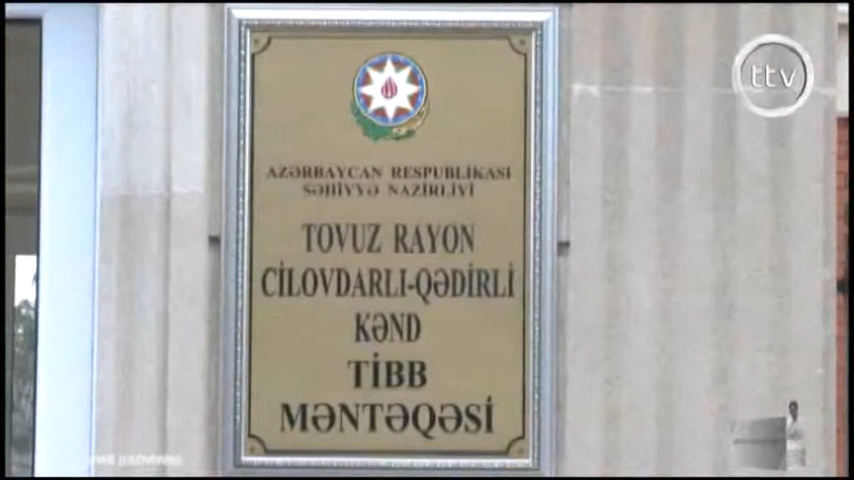 ttv
AZƏRBAYCAN RESPUBLİKASI
SƏHİYYƏ NAZİRLİYİ
TOVUZ RAYON
CİLOVDARLI-QƏDİRLİ
KƏND
TİBB
MƏNTƏQƏSİ